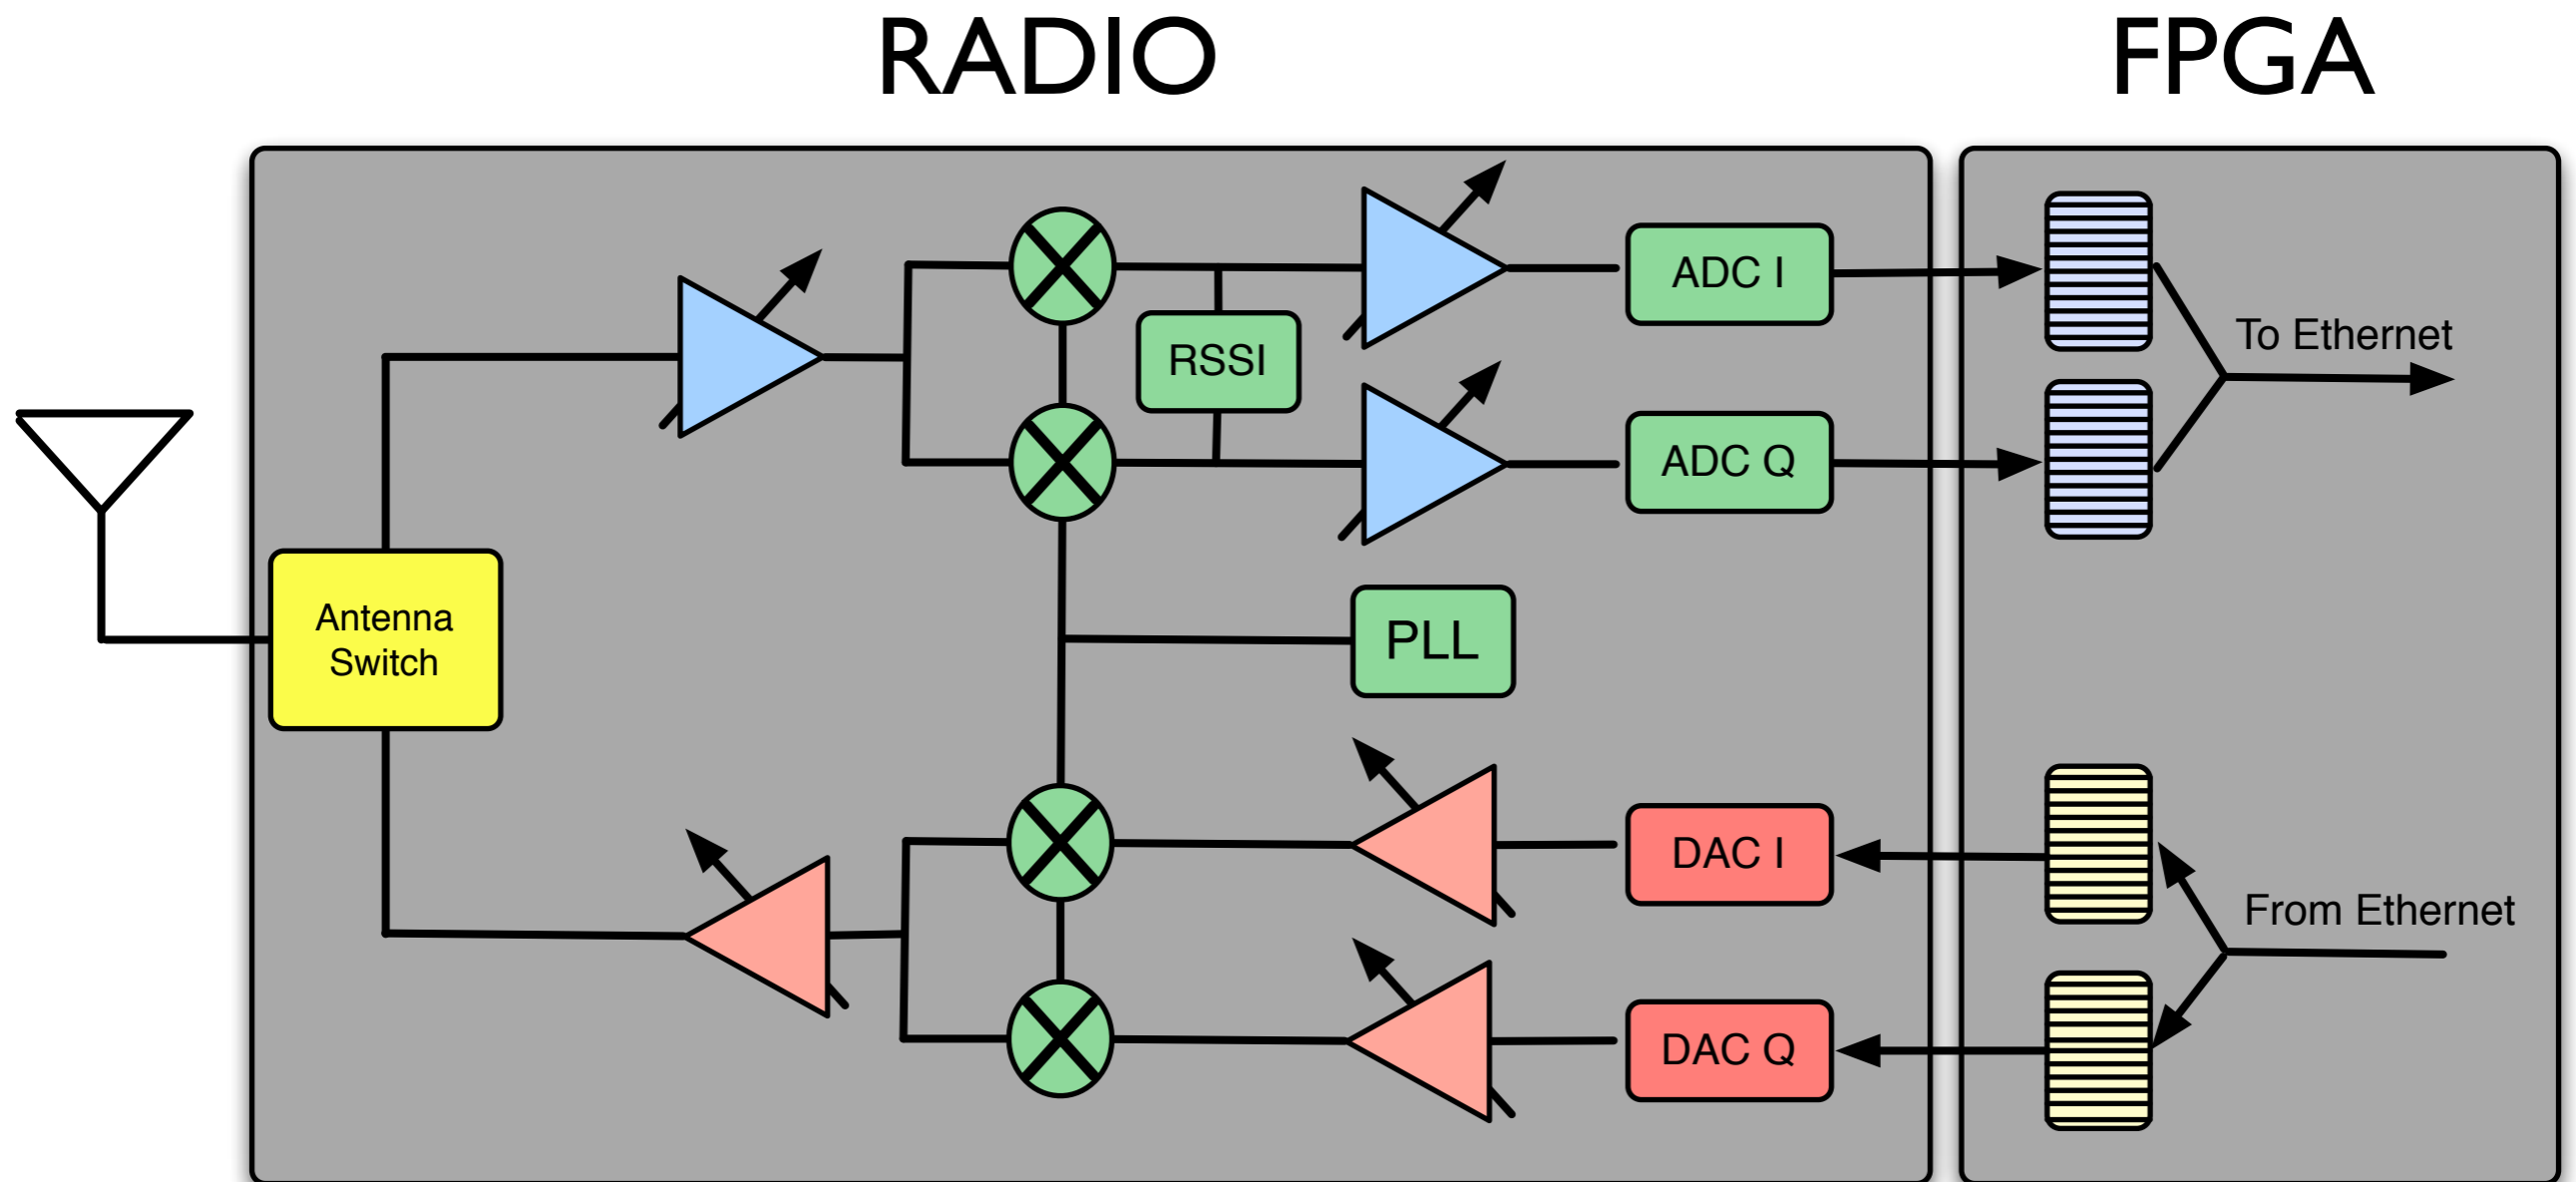 RADIO
FPGA
ADC I
To Ethernet
RSSI
ADC Q
Antenna
Switch
PLL
DAC I
From Ethernet
DAC Q